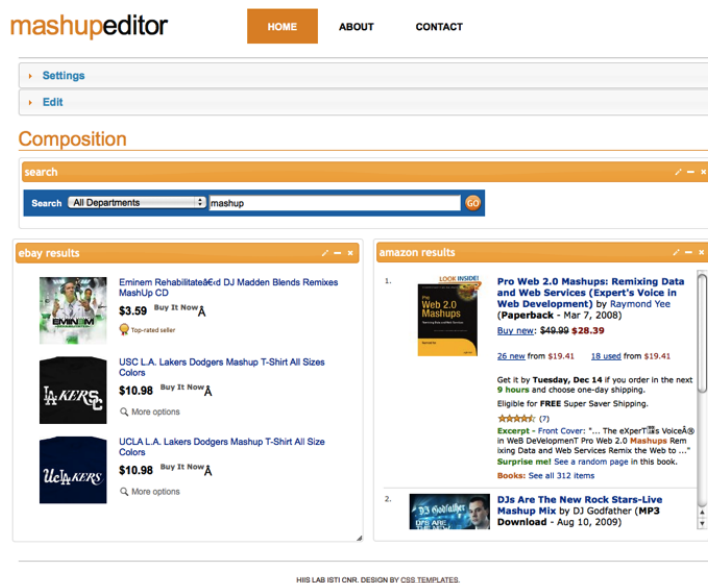 mashupeditor
HOME ABOUT CONTACT
Settings
Edit
Composition
search
Search All Departments mashup GO
ebay results
EMINEM
Eminem Rehabilitateâ€‹d DJ Madden Blends Remixes
MashUp CD
$3.59 Buy It NowÂ
Top-rated seller
USC L.A. Lakers Dodgers Mashup T-Shirt All Sizes
Colors
$10.98 Buy It NowÂ
More options
UCLA L.A. Lakers Dodgers Mashup T-Shirt All Size
Colors
$10.98 Buy It NowÂ
More options
amazon results
1.
LOOK INSIDE!
Pro
Web 2.0
Mashups
Pro Web 2.0 Mashups: Remixing Data
and Web Services (Expert's Voice in
Web Development) by Raymond Yee
(Paperback - Mar 7, 2008)
Buy new: $49.99 $28.39
26 new from $19.41 18 used from $19.41
Get it by Tuesday, Dec 14 if you order in the next
9 hours and choose one-day shipping.
Eligible for FREE Super Saver Shipping.
(7)
Excerpt - Front Cover: "... The eXperT s VoiceÂ®
in WeB DeVelopmenT Pro Web 2.0 Mashups Rem
ixing Data and Web Services Remix the Web to ..."
Surprise me! See a random page in this book.
Books: See all 312 items
2.
DJ Godfather
DJS ARE
DJs Are The New Rock Stars-Live
Mashup Mix by DJ Godfather (MP3
Download - Aug 10, 2009)
HIIS LAB ISTI CNR. DESIGN BY CSS TEMPLATES.